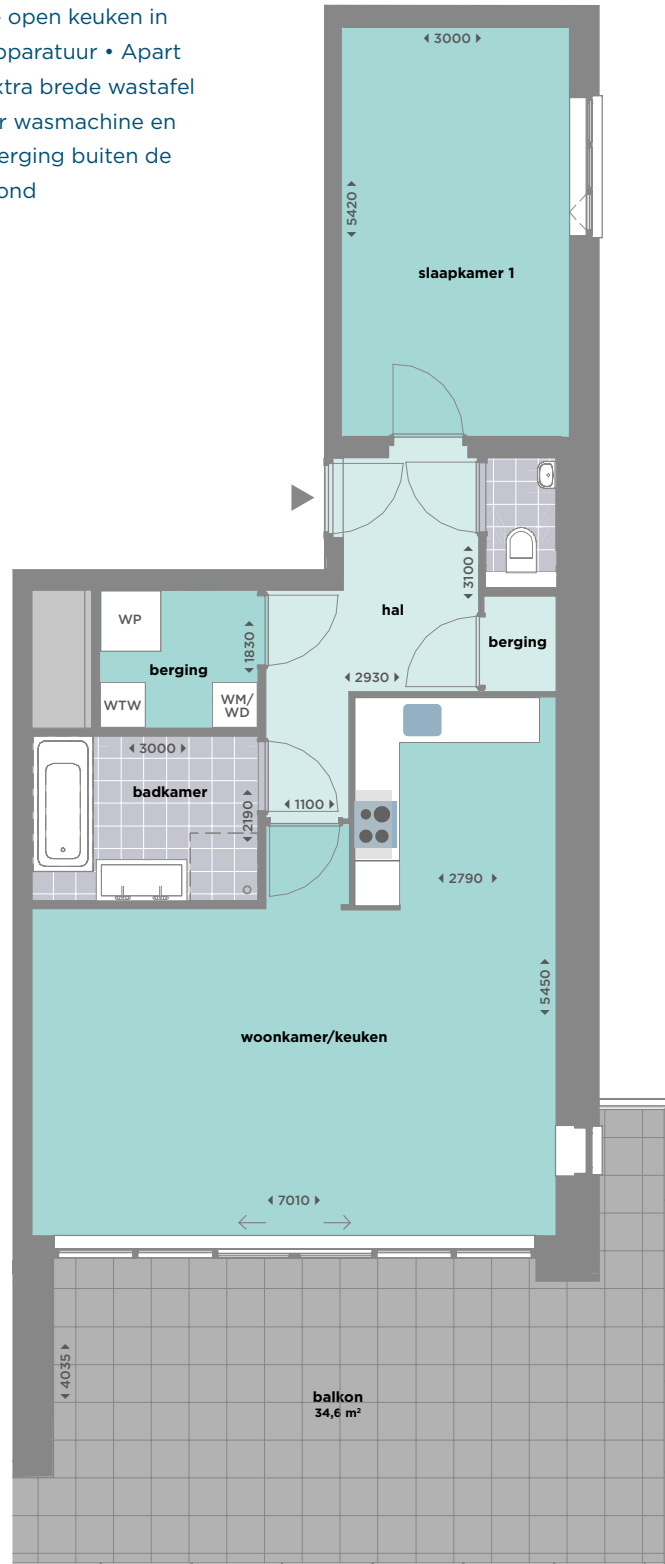 open keuken in
pparatuur • Apart
xtra brede wastafel
r wasmachine en
erging buiten de
ond
3000
5420
slaapkamer 1
3100
hal
berging
WP
berging
1830
2930
WTW
WM/
WD
3000
badkamer
2190
1100
2790
5450
woonkamer/keuken
7010
4035
balkon
34,6 m²